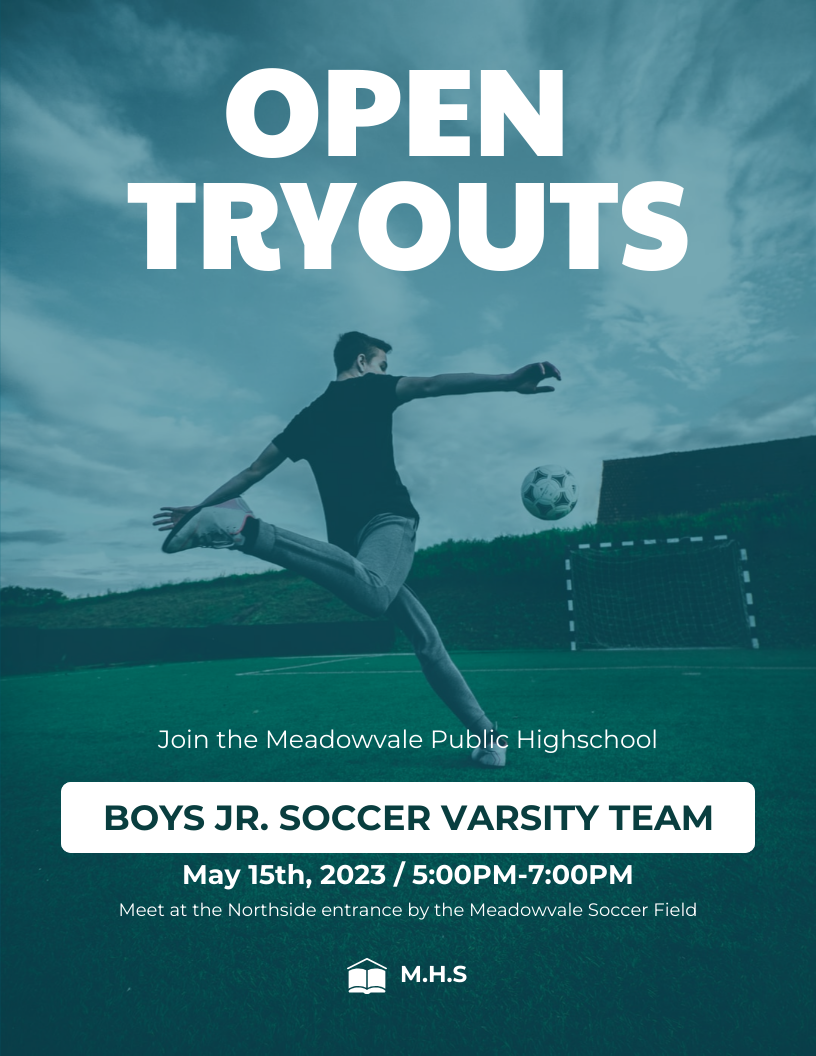 OPEN
TRYOUTS
Join the Meadowvale Public Highschool
BOYS JR. SOCCER VARSITY TEAM
May 15th, 2023 / 5:00PM-7:00PM
Meet at the Northside entrance by the Meadowvale Soccer Field
M.H.S